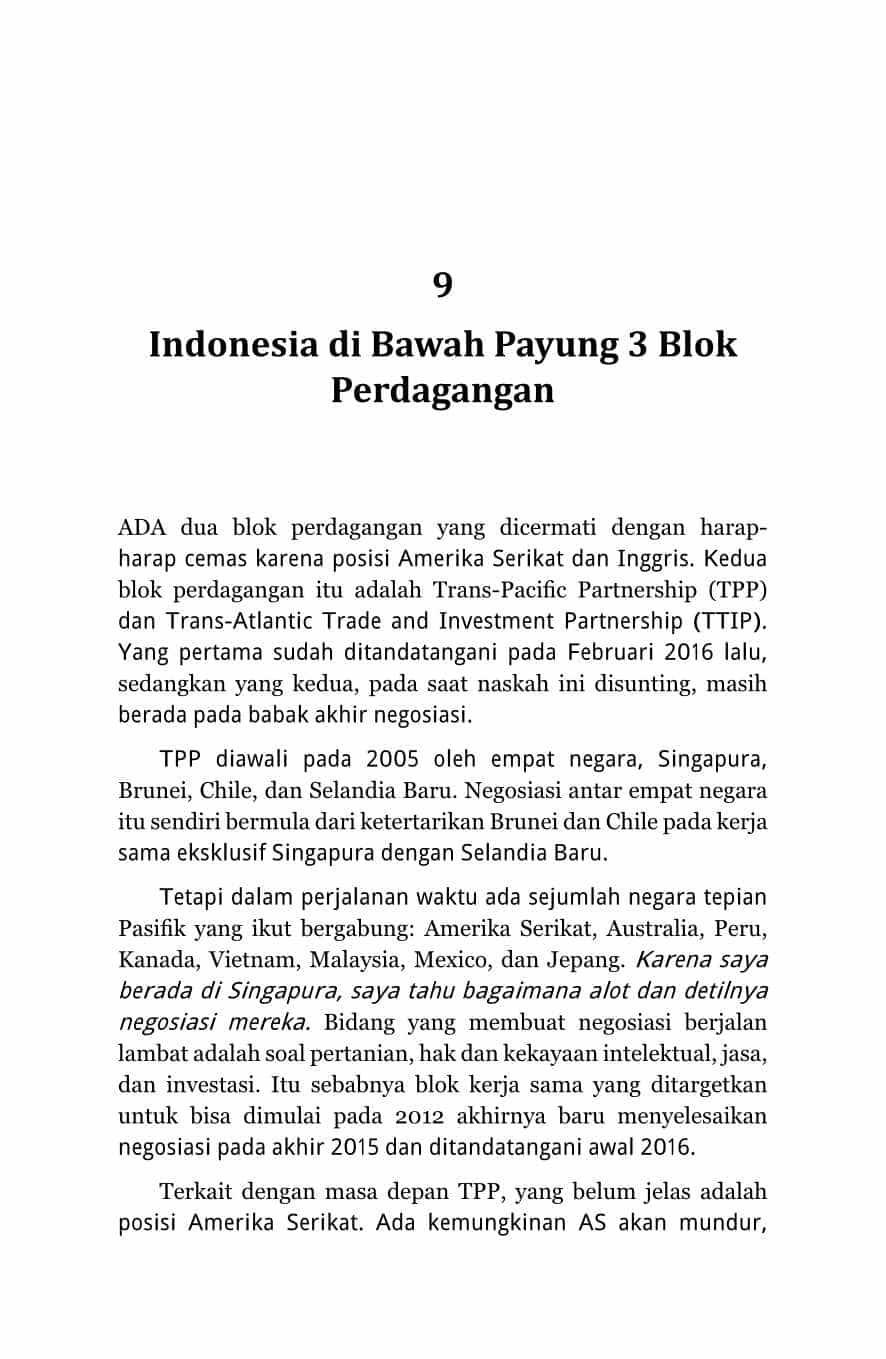 9
Indonesia di Bawah Payung 3 Blok
Perdagangan
ADA dua blok perdagangan yang dicermati dengan harap-
harap cemas karena posisi Amerika Serikat dan Inggris. Kedua
blok perdagangan itu adalah Trans-Pacific Partnership (TPP)
dan Trans-Atlantic Trade and Investment Partnership (TTIP).
Yang pertama sudah ditandatangani pada Februari 2016 lalu,
sedangkan yang kedua, pada saat naskah ini disunting, masih
berada pada babak akhir negosiasi.
TPP diawali pada 2005 oleh empat negara, Singapura,
Brunei, Chile, dan Selandia Baru. Negosiasi antar empat negara
itu sendiri bermula dari ketertarikan Brunei dan Chile pada kerja
sama eksklusif Singapura dengan Selandia Baru.
Tetapi dalam perjalanan waktu ada sejumlah negara tepian
Pasifik yang ikut bergabung: Amerika Serikat, Australia, Peru,
Kanada, Vietnam, Malaysia, Mexico, dan Jepang. Karena saya
berada di Singapura, saya tahu bagaimana alot dan detilnya
negosiasi mereka. Bidang yang membuat negosiasi berjalan
lambat adalah soal pertanian, hak dan kekayaan intelektual, jasa,
dan investasi. Itu sebabnya blok kerja sama yang ditargetkan
untuk bisa dimulai pada 2012 akhirnya baru menyelesaikan
negosiasi pada akhir 2015 dan ditandatangani awal 2016.
Terkait dengan masa depan TPP, yang belum jelas adalah
posisi Amerika Serikat. Ada kemungkinan AS akan mundur,